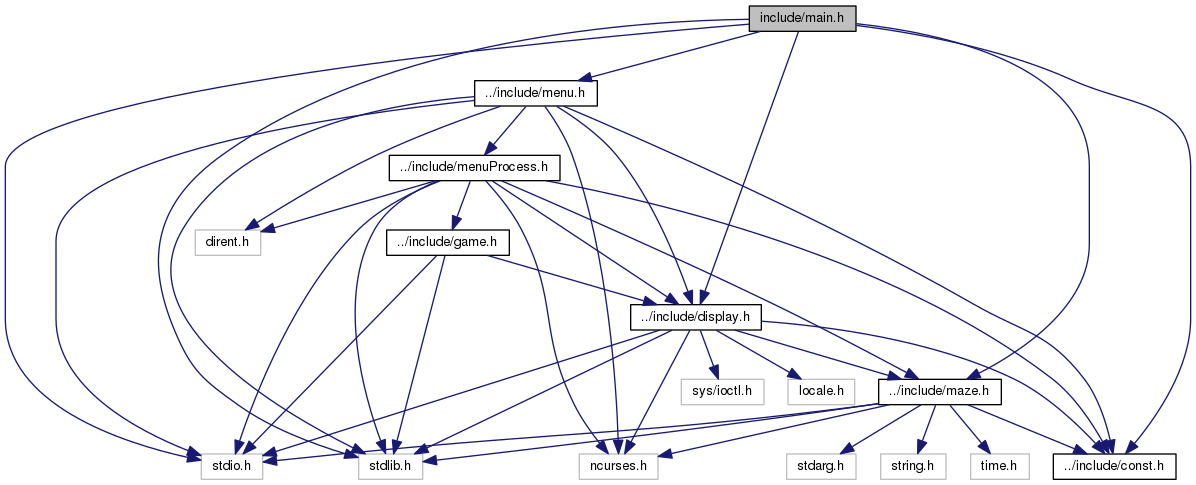 include/main.h
../include/menu.h
../include/menuProcess.h
dirent.h
../include/game.h
../include/display.h
sys/ioctl.h
locale.h
../include/maze.h
stdio.h
stdlib.h
ncurses.h
stdarg.h
string.h
time.h
../include/const.h